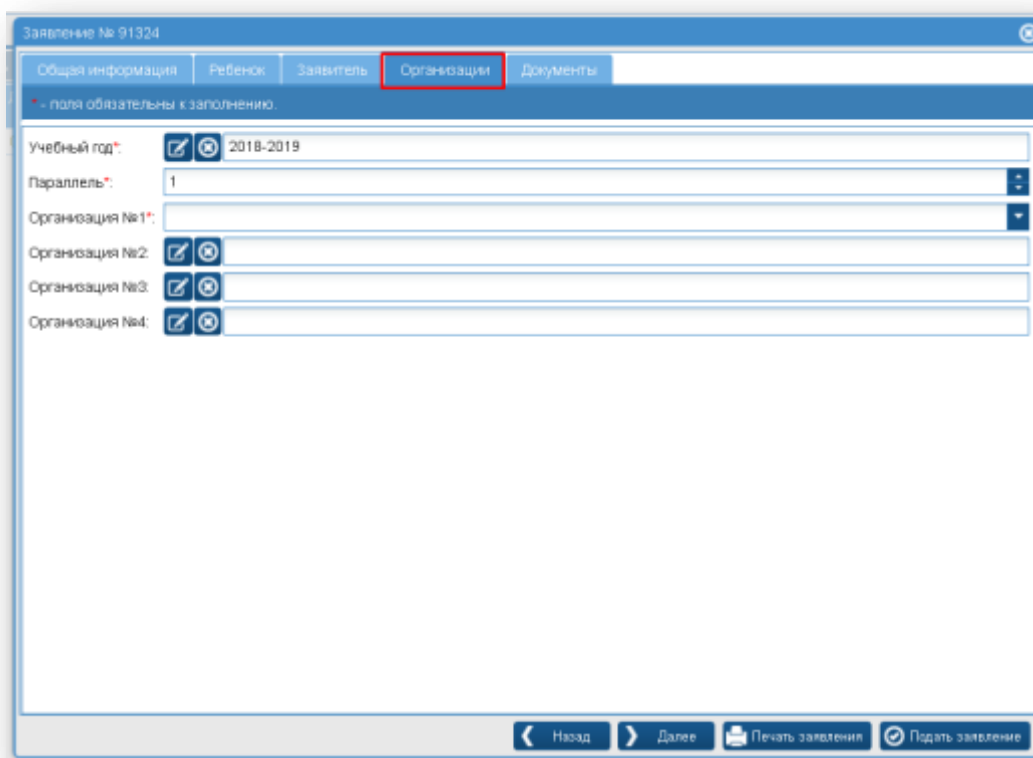 Заявление № 91324
Общая информация Ребенок Заявитель Организации Документы
* - поля обязательны к заполнению.
Учебный год*: 2018-2019
Параллель*: 1
Организация №1*:
Организация №2:
Организация №3:
Организация №4:
Назад Далее Печать заявления Подать заявление